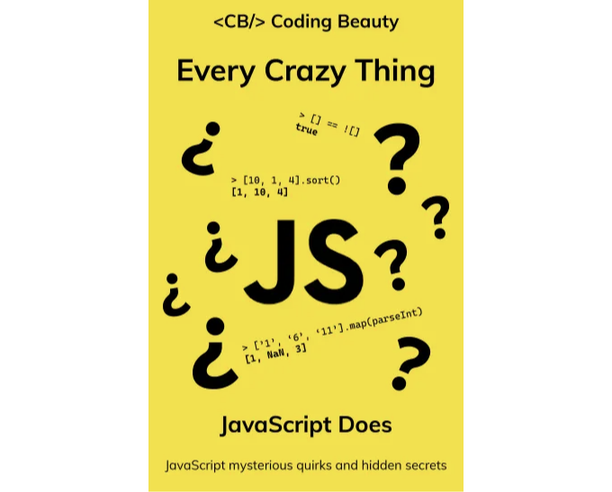 <CB/> Coding Beauty
Every Crazy Thing
> [] == ![]
true
> [10, 1, 4].sort()
[1, 10, 4]
JS
> ['1', '6', '11'].map(parseInt)
[1, NaN, 3]
JavaScript Does
JavaScript mysterious quirks and hidden secrets